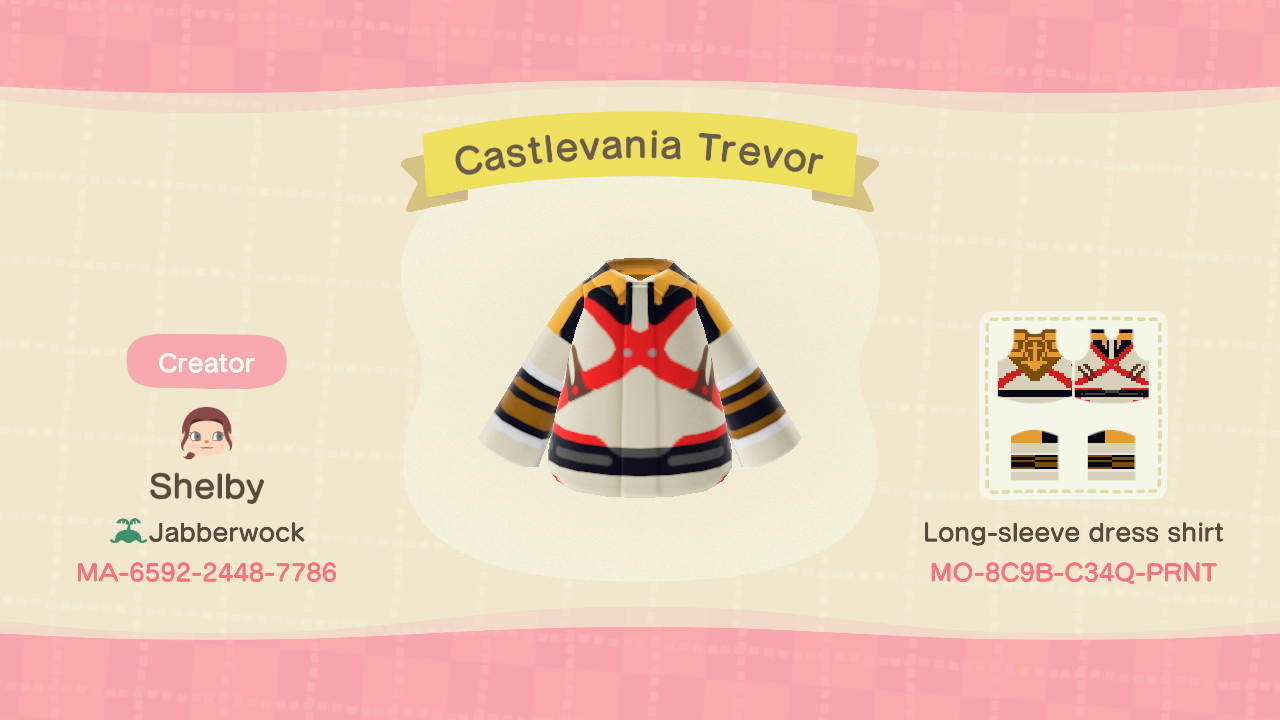 Castlevania Trevor
Creator
Shelby
Jabberwock
MA-6592-2448-7786
Long-sleeve dress shirt
MO-8C9B-C34Q-PRNT